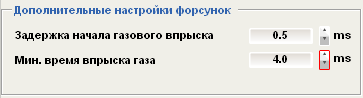 Дополнительные настройки форсунок
Задержка начала газового впрыска 0.5 ms
Мин. время впрыска газа 4.0 ms